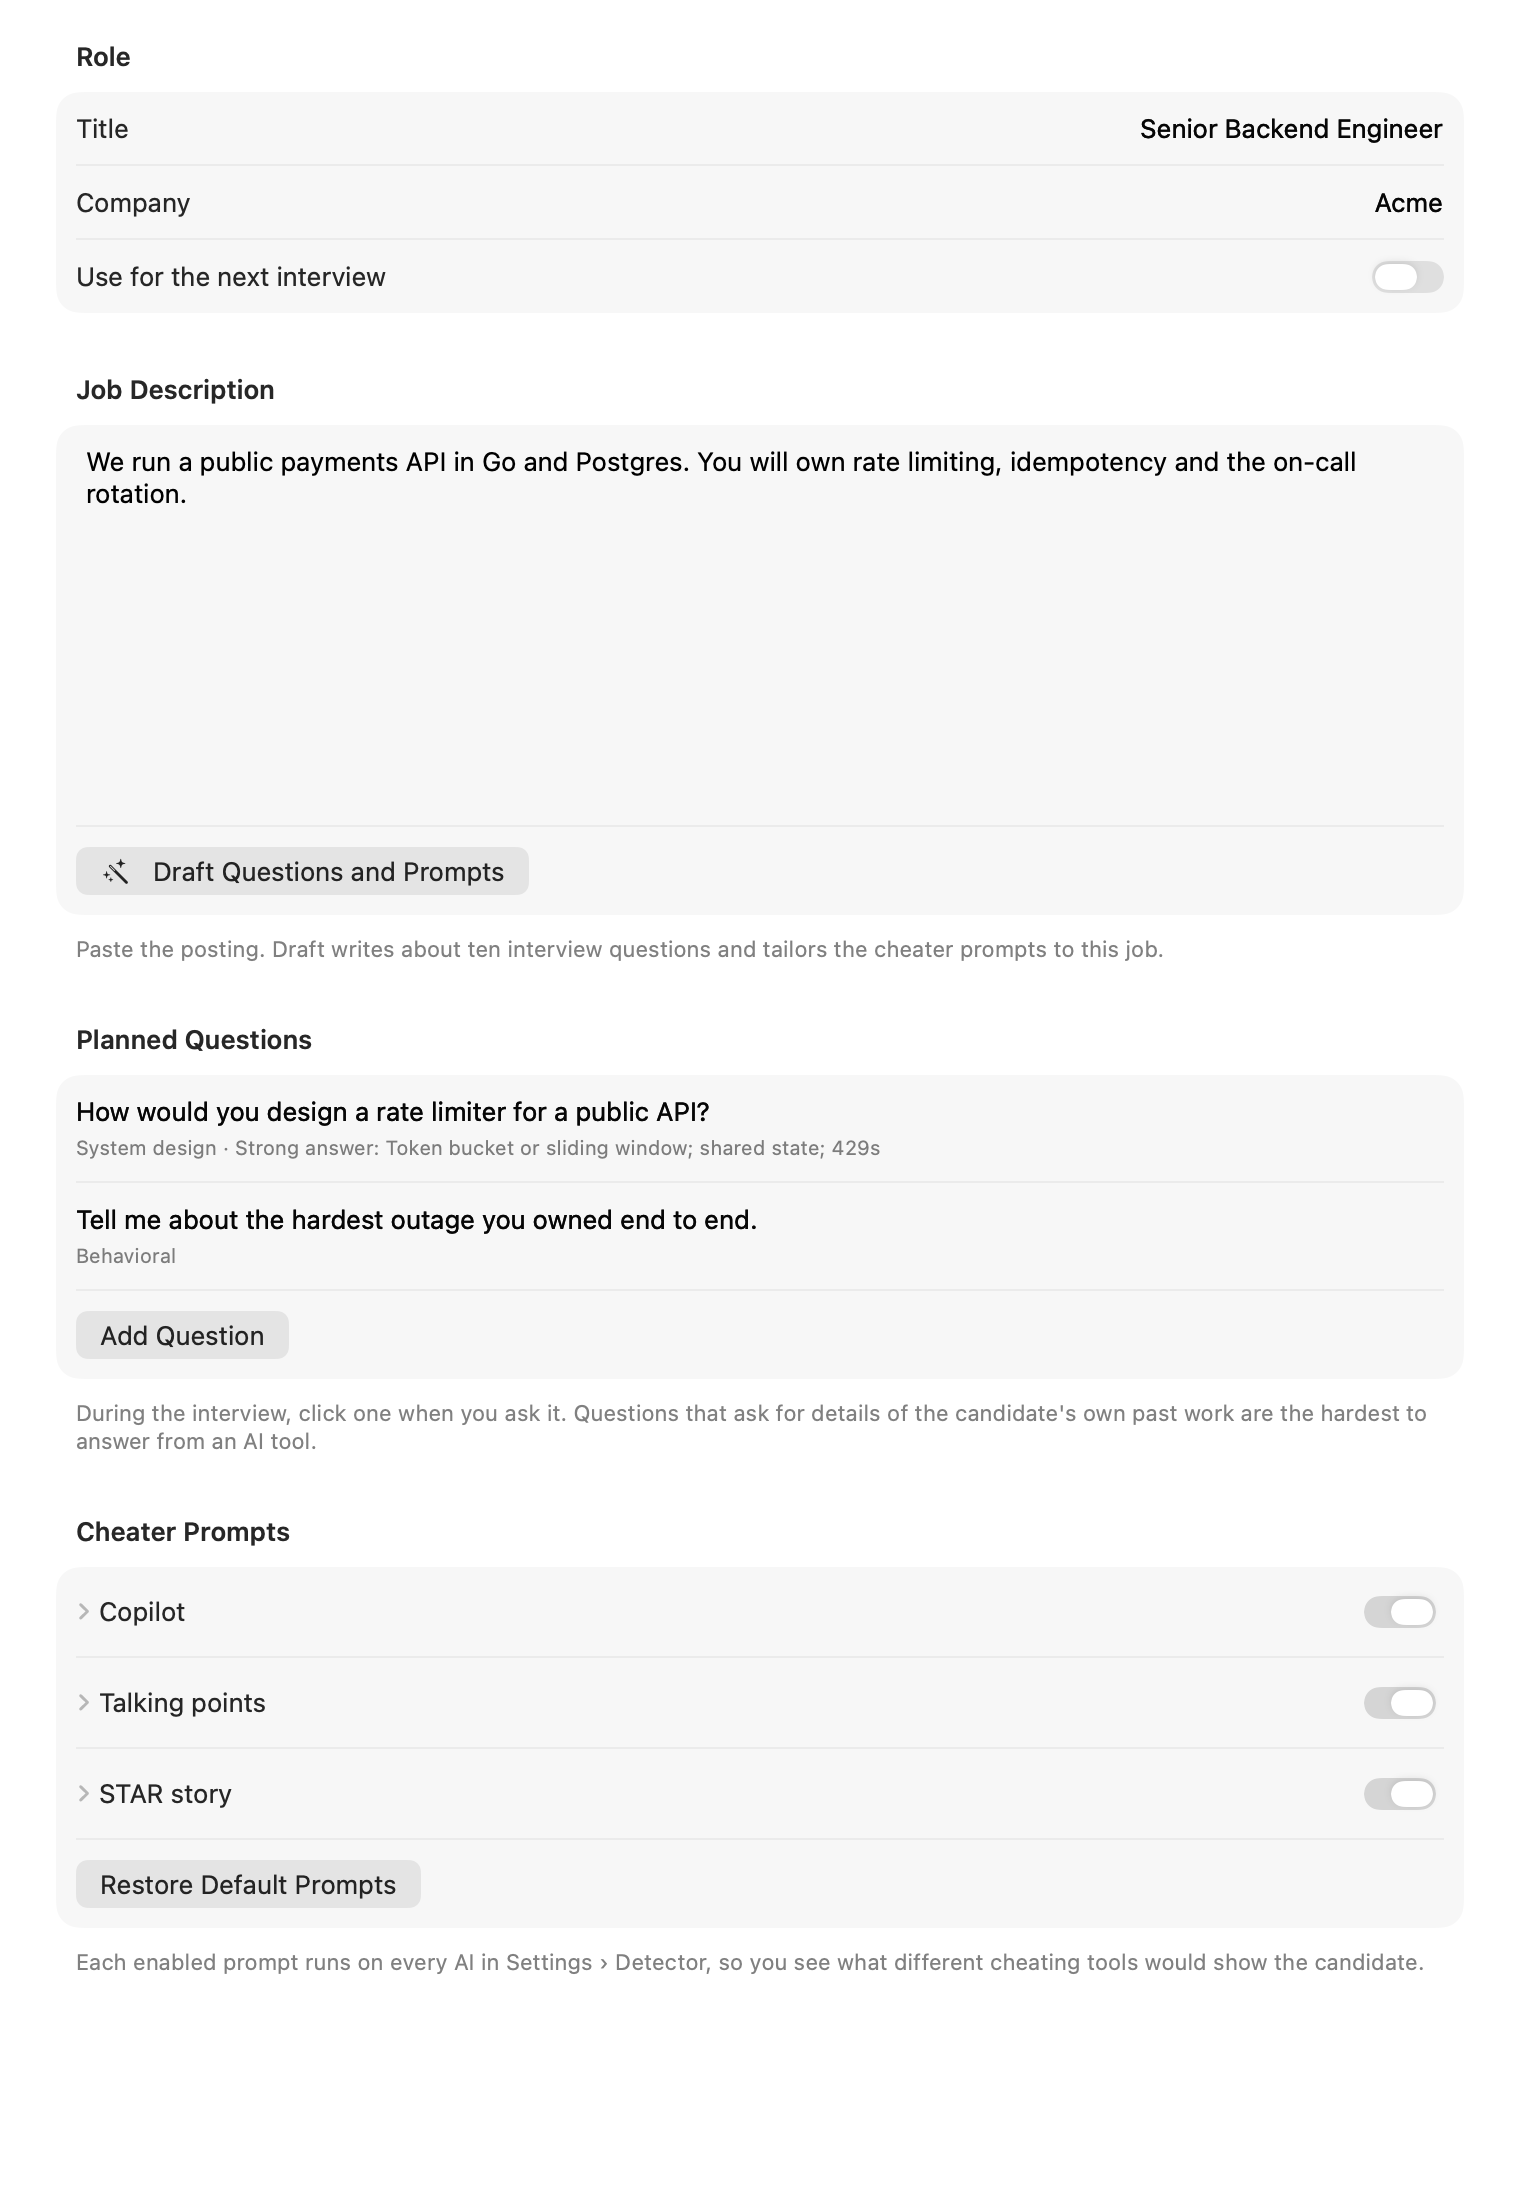 Role
Title
Senior Backend Engineer
Company
Acme
Use for the next interview
Job Description
We run a public payments API in Go and Postgres. You will own rate limiting, idempotency and the on-call
rotation.
Draft Questions and Prompts
Paste the posting. Draft writes about ten interview questions and tailors the cheater prompts to this job.
Planned Questions
How would you design a rate limiter for a public API?
System design · Strong answer: Token bucket or sliding window; shared state; 429s
Tell me about the hardest outage you owned end to end.
Behavioral
Add Question
During the interview, click one when you ask it. Questions that ask for details of the candidate's own past work are the hardest to
answer from an AI tool.
Cheater Prompts
Copilot
Talking points
STAR story
Restore Default Prompts
Each enabled prompt runs on every AI in Settings › Detector, so you see what different cheating tools would show the candidate.